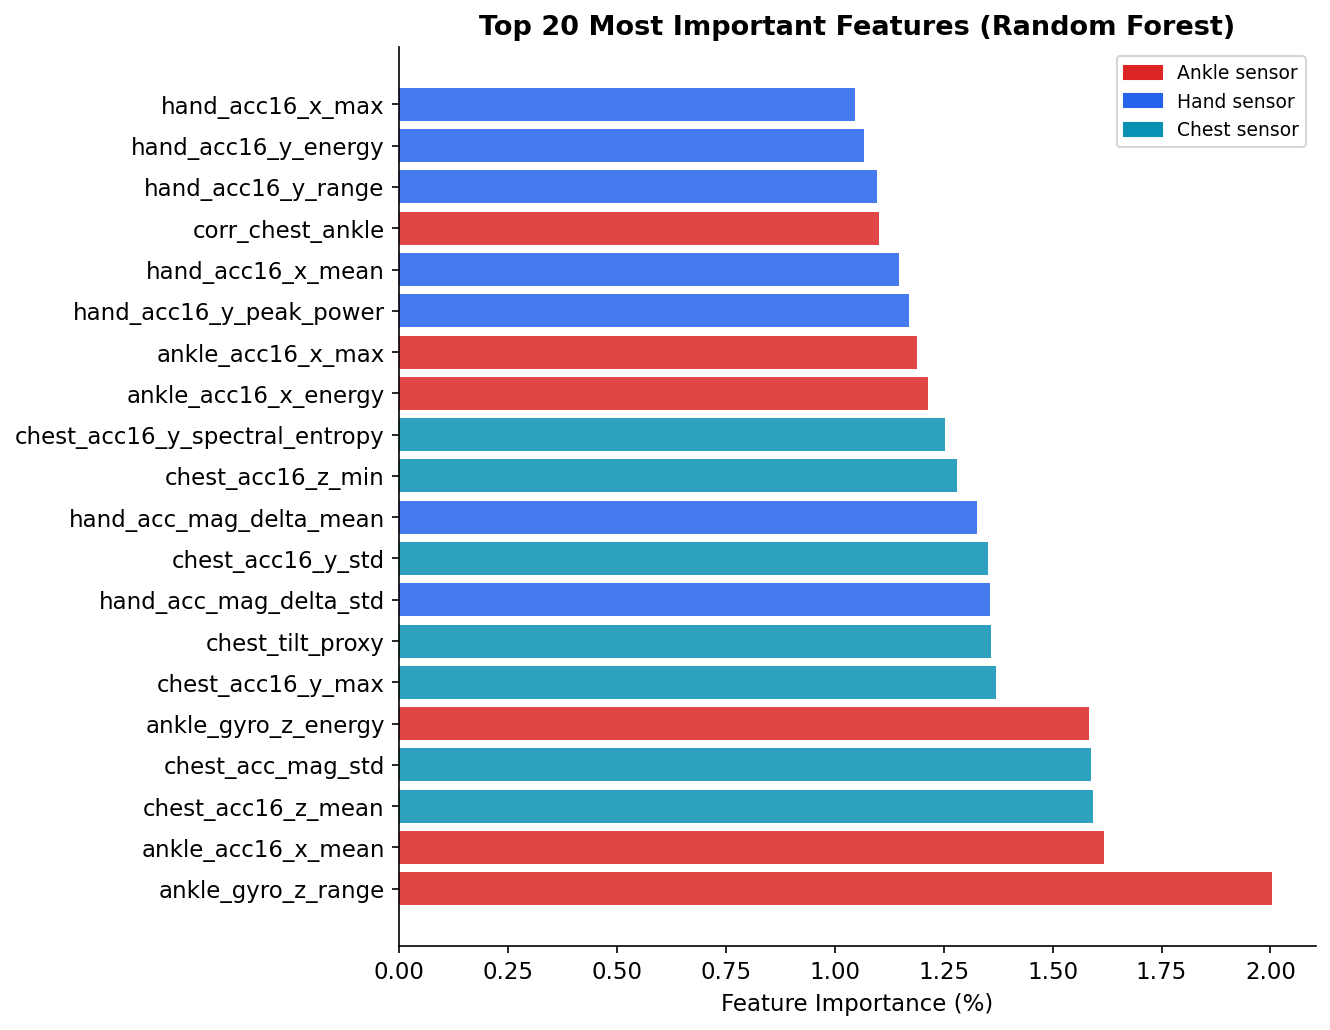 Top 20 Most Important Features (Random Forest)
Ankle sensor
Hand sensor
Chest sensor
hand_acc16_x_max
hand_acc16_y_energy
hand_acc16_y_range
corr_chest_ankle
hand_acc16_x_mean
hand_acc16_y_peak_power
ankle_acc16_x_max
ankle_acc16_x_energy
chest_acc16_y_spectral_entropy
chest_acc16_z_min
hand_acc_mag_delta_mean
chest_acc16_y_std
hand_acc_mag_delta_std
chest_tilt_proxy
chest_acc16_y_max
ankle_gyro_z_energy
chest_acc_mag_std
chest_acc16_z_mean
ankle_acc16_x_mean
ankle_gyro_z_range
0.00 0.25 0.50 0.75 1.00 1.25 1.50 1.75 2.00
Feature Importance (%)